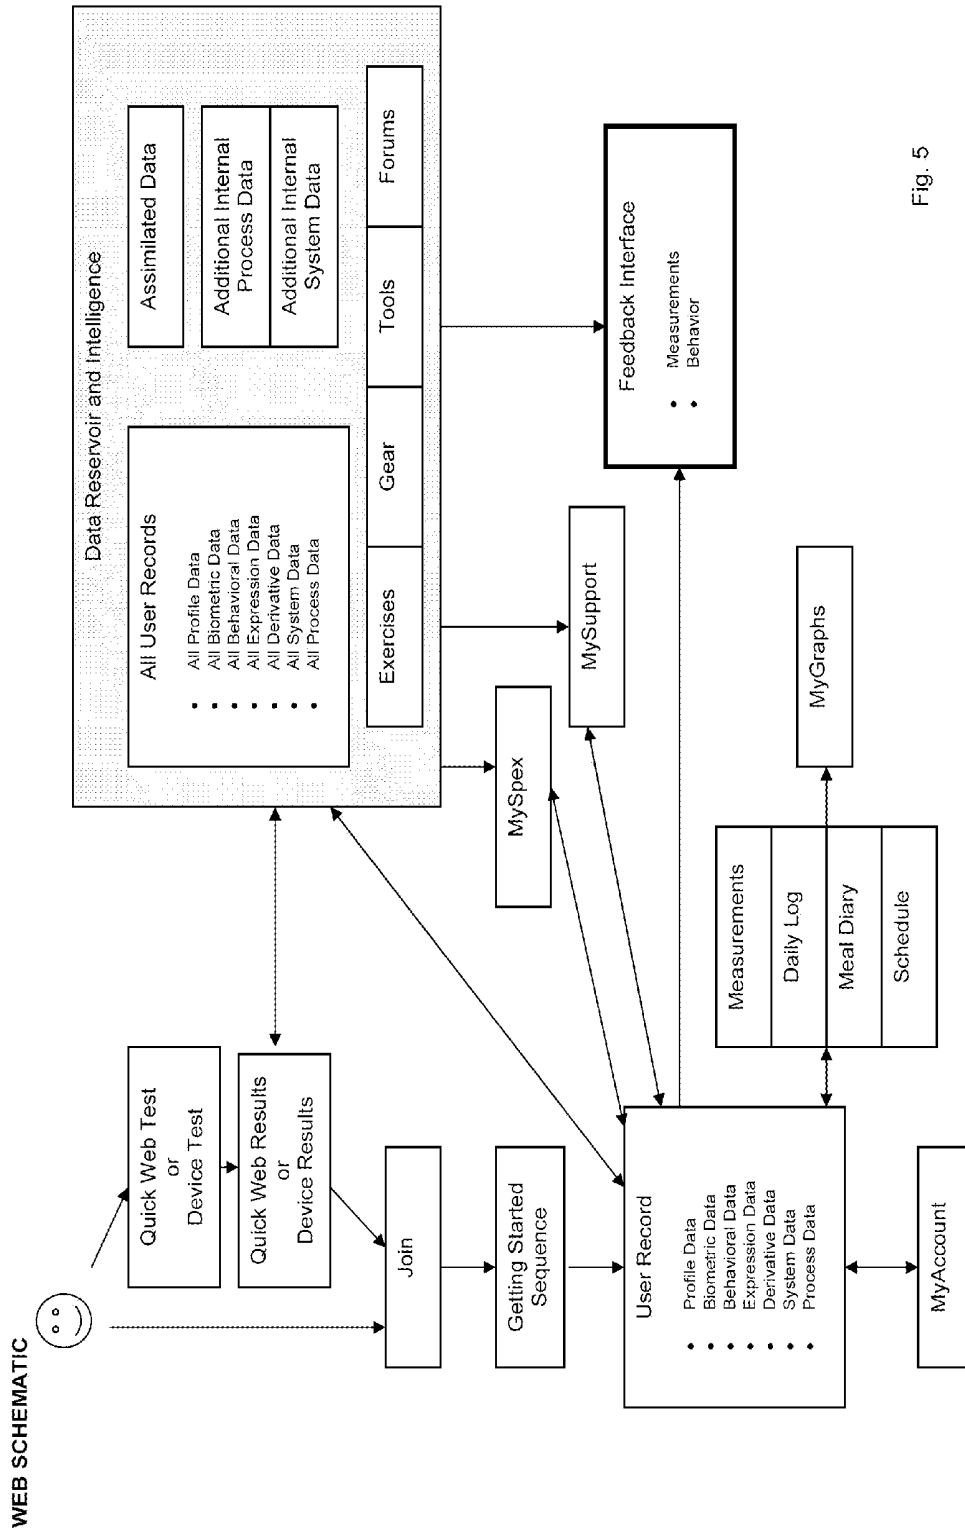 WEB SCHEMATIC
Quick Web Test
or
Device Test
Quick Web Results
or
Device Results
Join
Getting Started
Sequence
User Record
• Profile Data
• Biometric Data
• Behavioral Data
• Expression Data
• Derivative Data
• System Data
• Process Data
MyAccount
Data Reservoir and Intelligence
All User Records
• All Profile Data
• All Biometric Data
• All Behavioral Data
• All Expression Data
• All Derivative Data
• All System Data
• All Process Data
Assimilated Data
Additional Internal
Process Data
Additional Internal
System Data
Exercises
Gear
Tools
Forums
MySpex
MySupport
Feedback Interface
• Measurements
• Behavior
Measurements
Daily Log
Meal Diary
Schedule
MyGraphs
Fig. 5